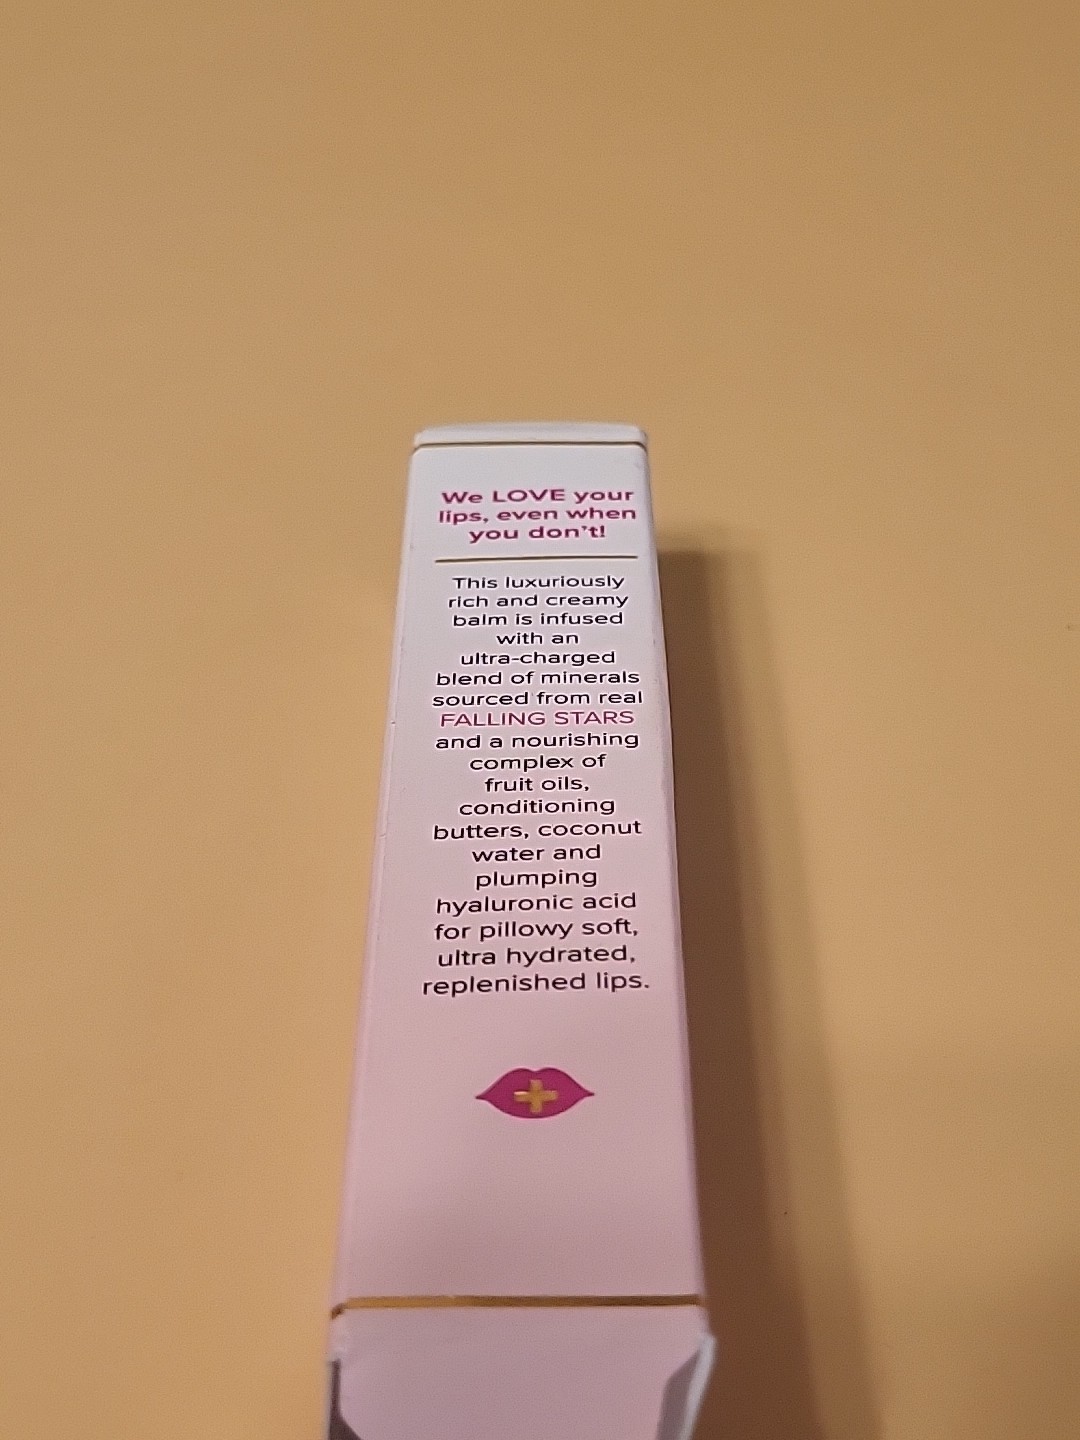 We LOVE your
lips, even when
you don't!
This luxuriously
rich and creamy
balm is infused
with an
ultra-charged
blend of minerals
sourced from real
FALLING STARS
and a nourishing
complex of
fruit oils,
conditioning
butters, coconut
water and
plumping
hyaluronic acid
for pillowy soft,
ultra hydrated,
replenished lips.